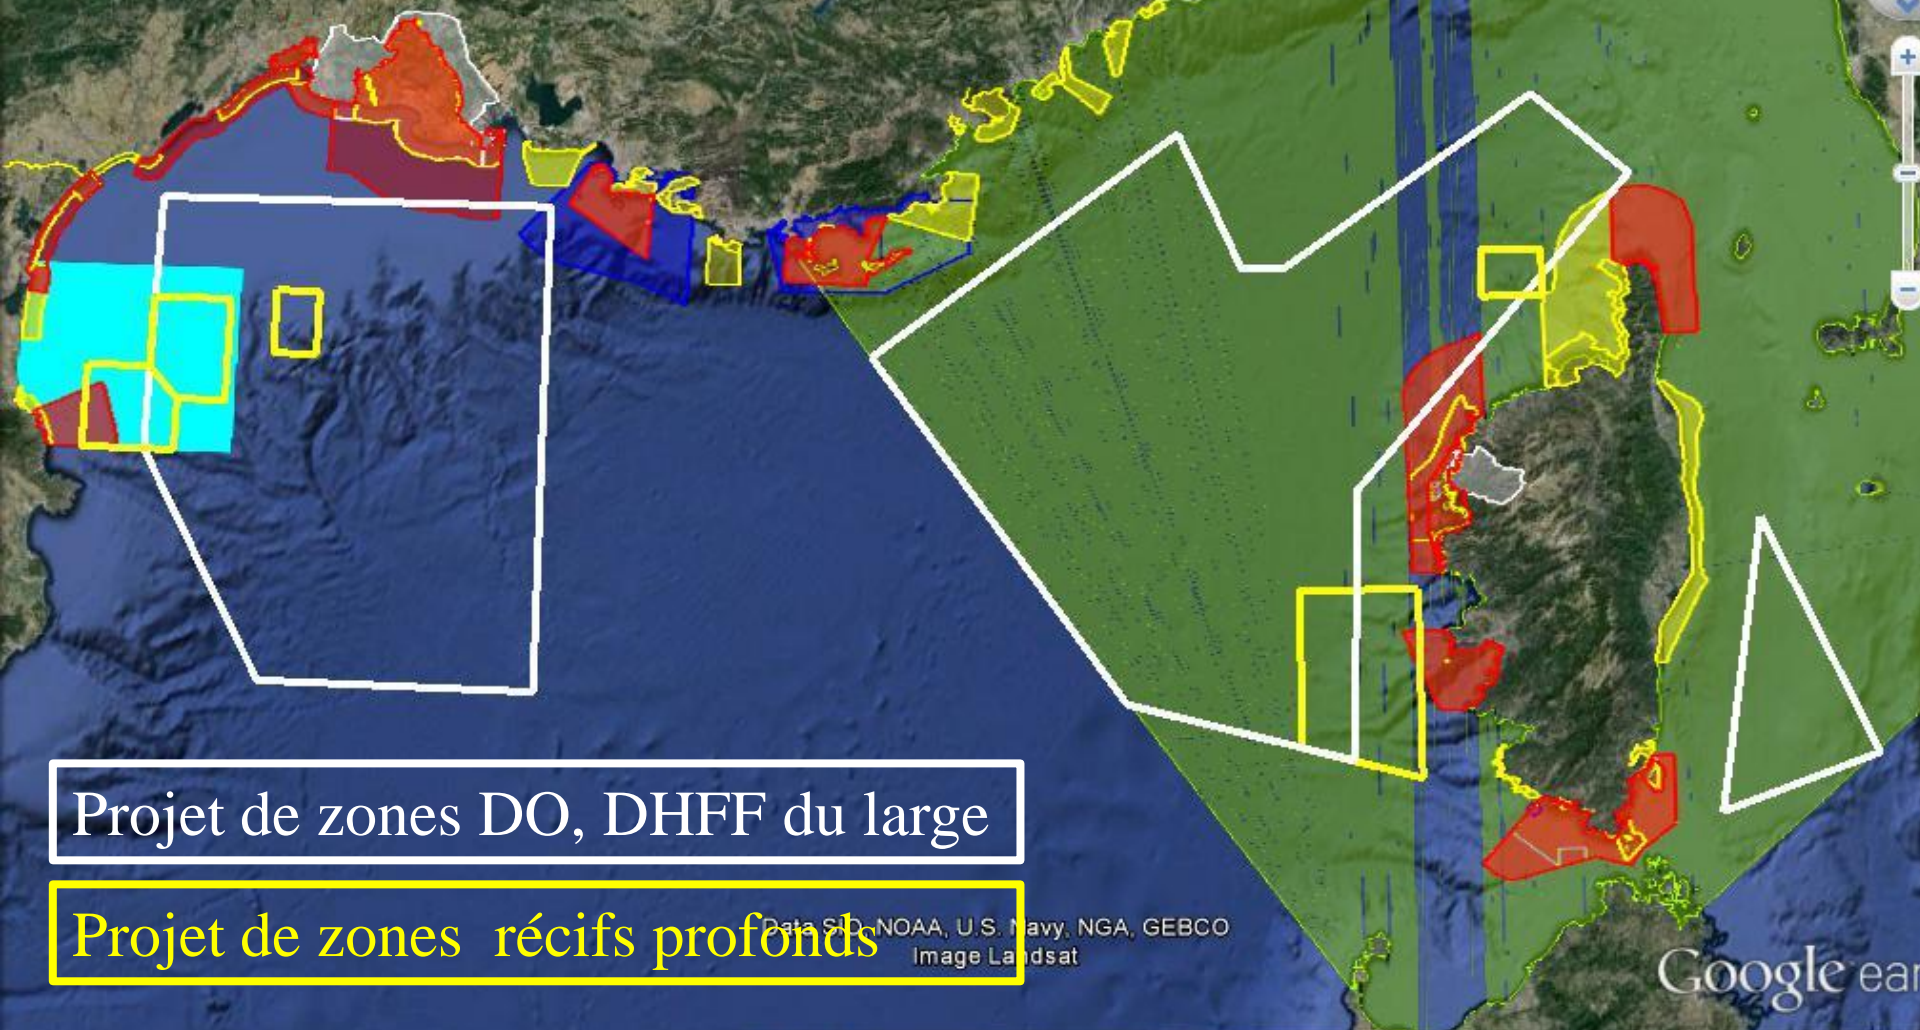 Projet de zones DO, DHFF du large
Projet de zones récifs profonds
Data SIO, NOAA, U.S. Navy, NGA, GEBCO
Image Landsat
Google ear